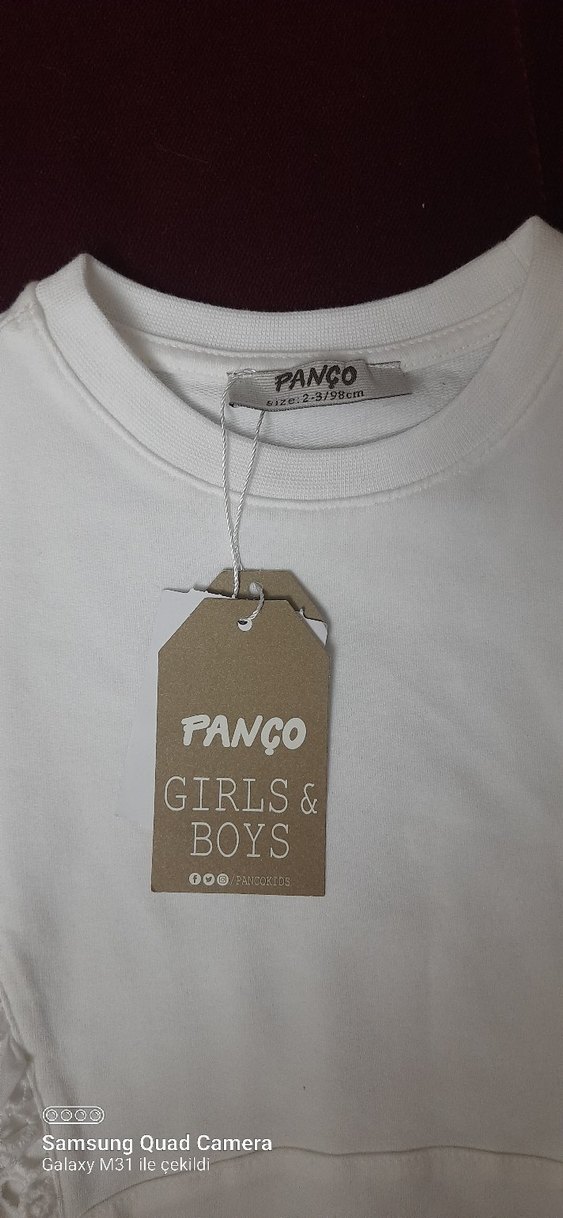 PANÇO
size: 2-3/98cm
PANÇO
GIRLS &
BOYS
/PANCOKIDS
Samsung Quad Camera
Galaxy M31 ile çekildi